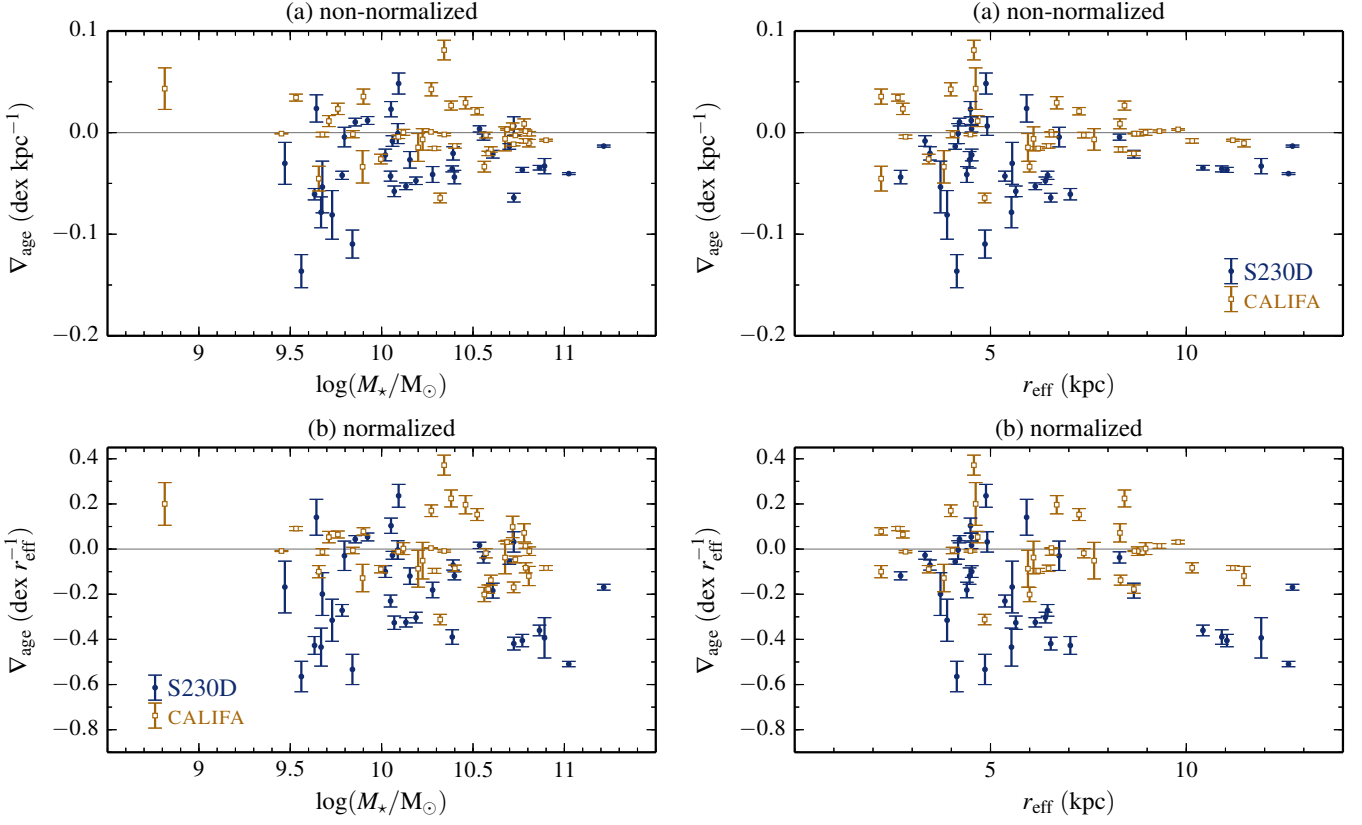 (a) non-normalized
0.1
0.0
−0.1
−0.2
∇age (dex kpc−1)
9 9.5 10 10.5 11
log(M⋆/M⊙)
(a) non-normalized
0.1
0.0
−0.1
−0.2
∇age (dex kpc−1)
S230D
CALIFA
5 10
reff (kpc)
(b) normalized
0.4
0.2
0.0
−0.2
−0.4
−0.6
−0.8
∇age (dex r−1eff)
S230D
CALIFA
9 9.5 10 10.5 11
log(M⋆/M⊙)
(b) normalized
0.4
0.2
0.0
−0.2
−0.4
−0.6
−0.8
∇age (dex r−1eff)
5 10
reff (kpc)